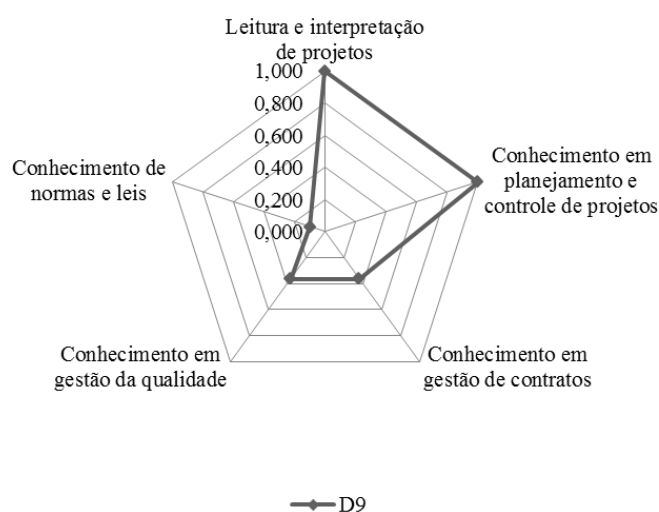 Leitura e interpretação
de projetos
1,000
0,800
0,600
0,400
0,200
0,000
Conhecimento em
planejamento e
controle de projetos
Conhecimento de
normas e leis
Conhecimento em
gestão da qualidade
Conhecimento em
gestão de contratos
D9